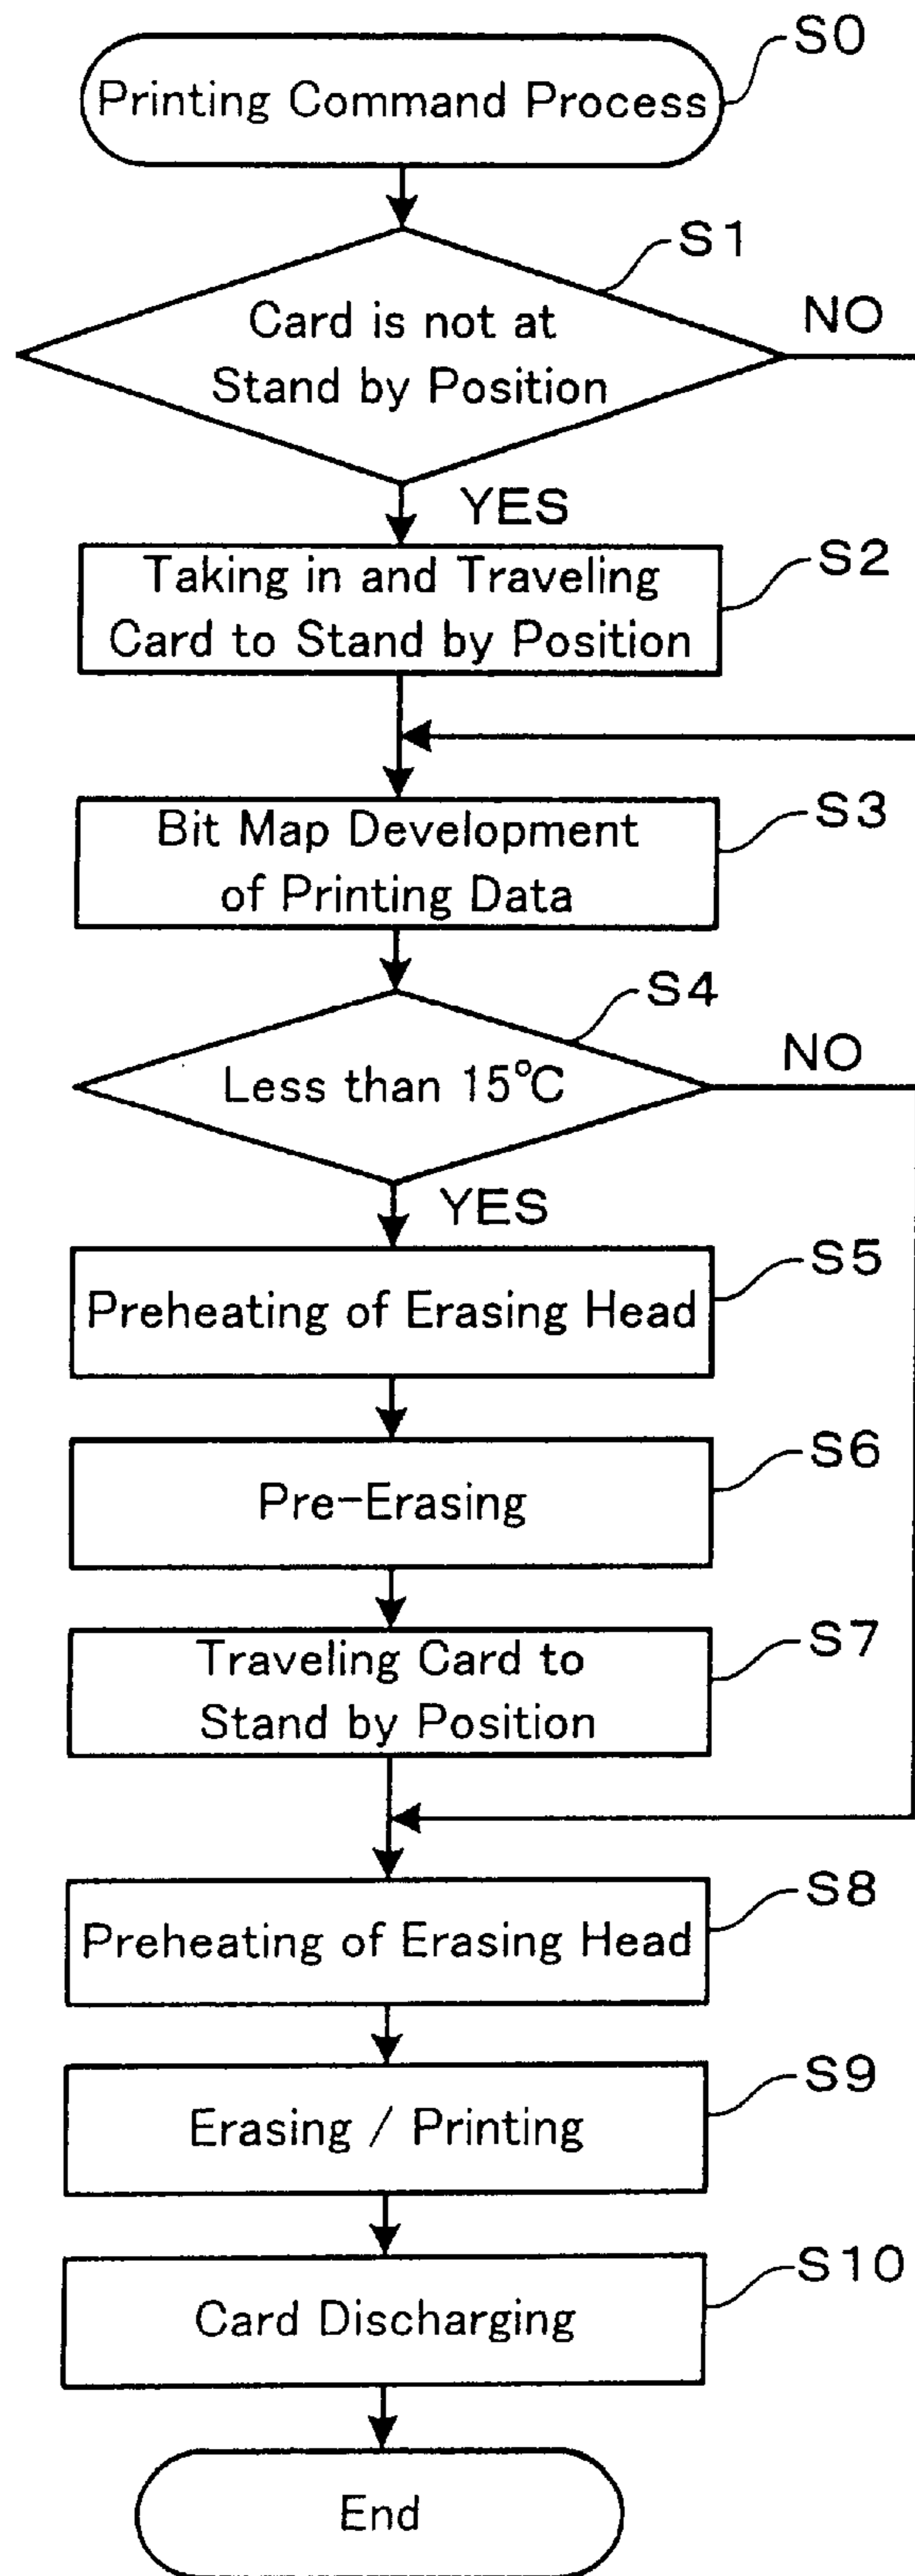 Printing Command Process
S0
S1
Card is not at
Stand by Position
NO
YES
S2
Taking in and Traveling
Card to Stand by Position
S3
Bit Map Development
of Printing Data
S4
Less than 15°C
NO
YES
S5
Preheating of Erasing Head
S6
Pre-Erasing
S7
Traveling Card to
Stand by Position
S8
Preheating of Erasing Head
S9
Erasing / Printing
S10
Card Discharging
End